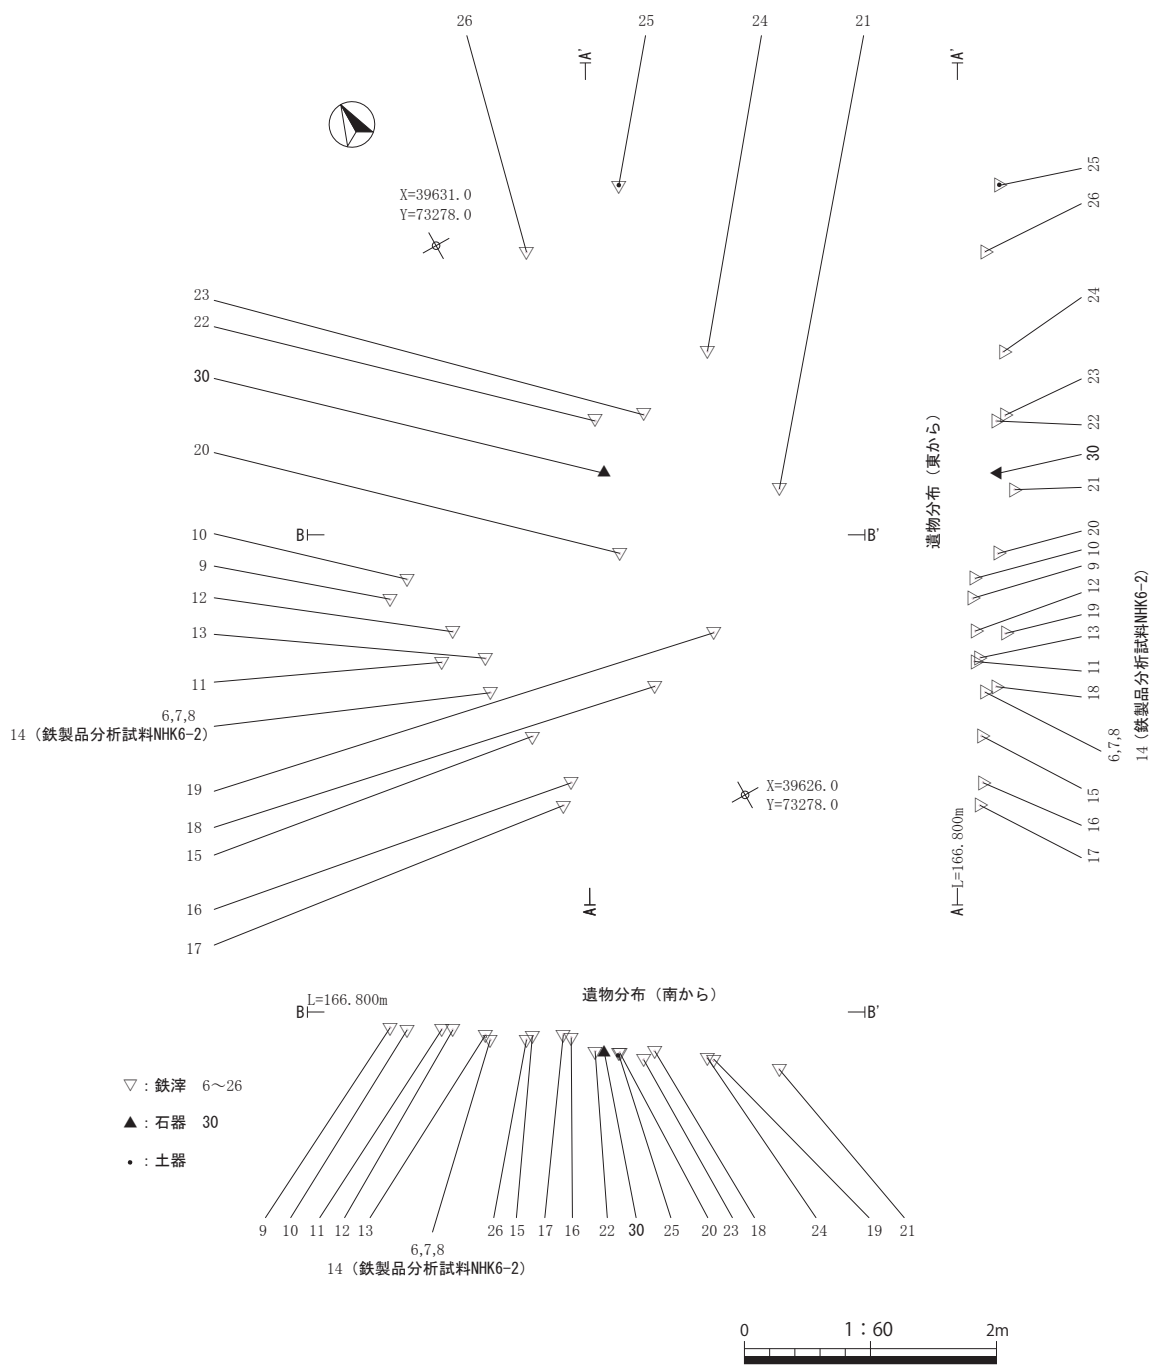 26
25
24
21
A'
A'
X=39631.0
Y=73278.0
25
26
24
23
22
30
21
20
10
9
12
19
13
11
18
6,7,8
14（鉄製品分析試料NHK6-2）
15
16
17
23
22
30
20
10
9
12
13
11
6,7,8
14（鉄製品分析試料NHK6-2）
19
18
15
16
17
B
B'
遺物分布（東から）
X=39626.0
Y=73278.0
A
A
L=166.800m
遺物分布（南から）
L=166.800m
B
B'
▽：鉄滓　6～26
▲：石器　30
•：土器
9 10 11 12 13 26 15 17 16 22 30 25 20 23 18 24 19 21
6,7,8
14（鉄製品分析試料NHK6-2）
0 1：60 2m